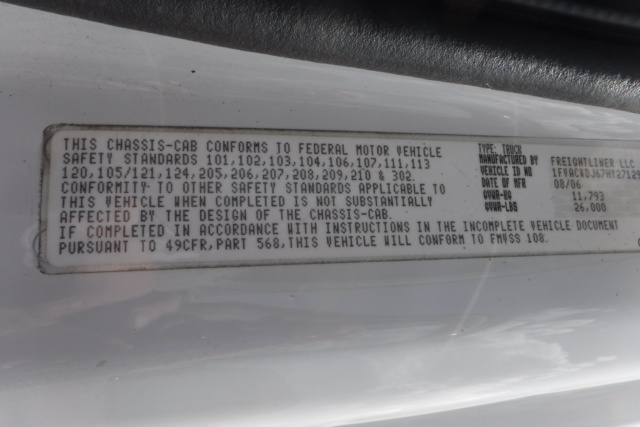 THIS CHASSIS-CAB CONFORMS TO FEDERAL MOTOR VEHICLE
SAFETY STANDARDS 101,102,103,104,106,107,111,113
120,105/121,124,205,206,207,208,209,210 & 302.
CONFORMITY TO OTHER SAFETY STANDARDS APPLICABLE TO
THIS VEHICLE WHEN COMPLETED IS NOT SUBSTANTIALLY
AFFECTED BY THE DESIGN OF THE CHASSIS-CAB.
IF COMPLETED IN ACCORDANCE WITH INSTRUCTIONS IN THE INCOMPLETE VEHICLE DOCUMENT
PURSUANT TO 49CFR,PART 568,THIS VEHICLE WILL CONFORM TO FMVSS 108.
TYPE: TRUCK
MANUFACTURED BY FREIGHTLINER LLC
VEHICLE ID NO
DATE OF MFR 08/06
GVWR-KG 11,793
GVWR-LBS 26,000